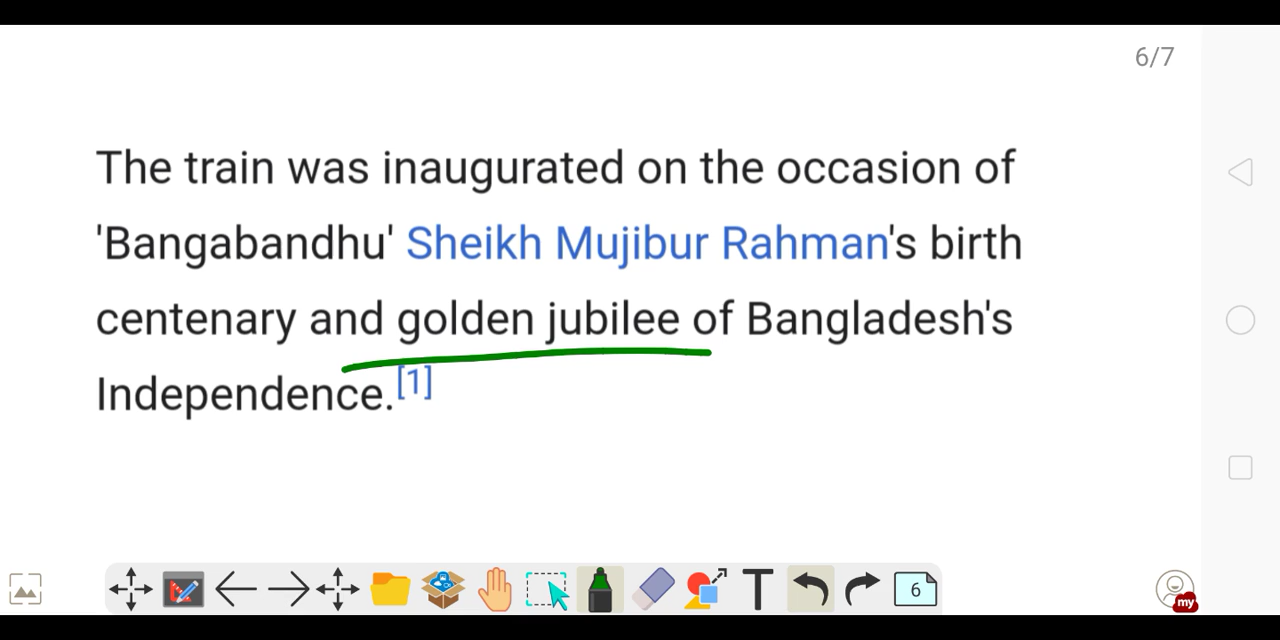 6/7
The train was inaugurated on the occasion of
'Bangabandhu' Sheikh Mujibur Rahman's birth
centenary and golden jubilee of Bangladesh's
Independence.[1]
T
6
my